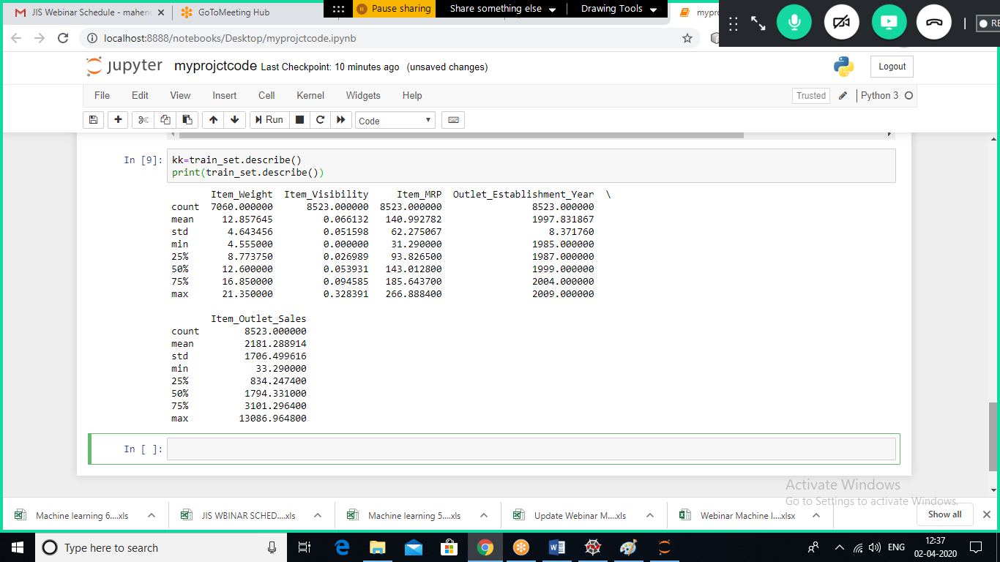 JIS Webinar Schedule - mahend
GoToMeeting Hub
Pause sharing
Share something else
Drawing Tools
myproj
localhost:8888/notebooks/Desktop/myprojctcode.ipynb
RE
jupyter myprojctcode Last Checkpoint: 10 minutes ago (unsaved changes)
Logout
File Edit View Insert Cell Kernel Widgets Help
Trusted
Python 3
Run
Code
In [9]: kk=train_set.describe()
print(train_set.describe())
Item_Weight Item_Visibility Item_MRP Outlet_Establishment_Year \
count 7060.000000 8523.000000 8523.000000 8523.000000
mean 12.857645 0.066132 140.992782 1997.831867
std 4.643456 0.051598 62.275067 8.371760
min 4.555000 0.000000 31.290000 1985.000000
25% 8.773750 0.026989 93.826500 1987.000000
50% 12.600000 0.053931 143.012800 1999.000000
75% 16.850000 0.094585 185.643700 2004.000000
max 21.350000 0.328391 266.888400 2009.000000
Item_Outlet_Sales
count 8523.000000
mean 2181.288914
std 1706.499616
min 33.290000
25% 834.247400
50% 1794.331000
75% 3101.296400
max 13086.964800
In [ ]:
Activate Windows
Go to Settings to activate Windows.
Machine learning 6....xls
JIS WBINAR SCHED....xls
Machine learning 5....xls
Update Webinar M....xls
Webinar Machine l....xlsx
Show all
Type here to search
ENG
12:37
02-04-2020